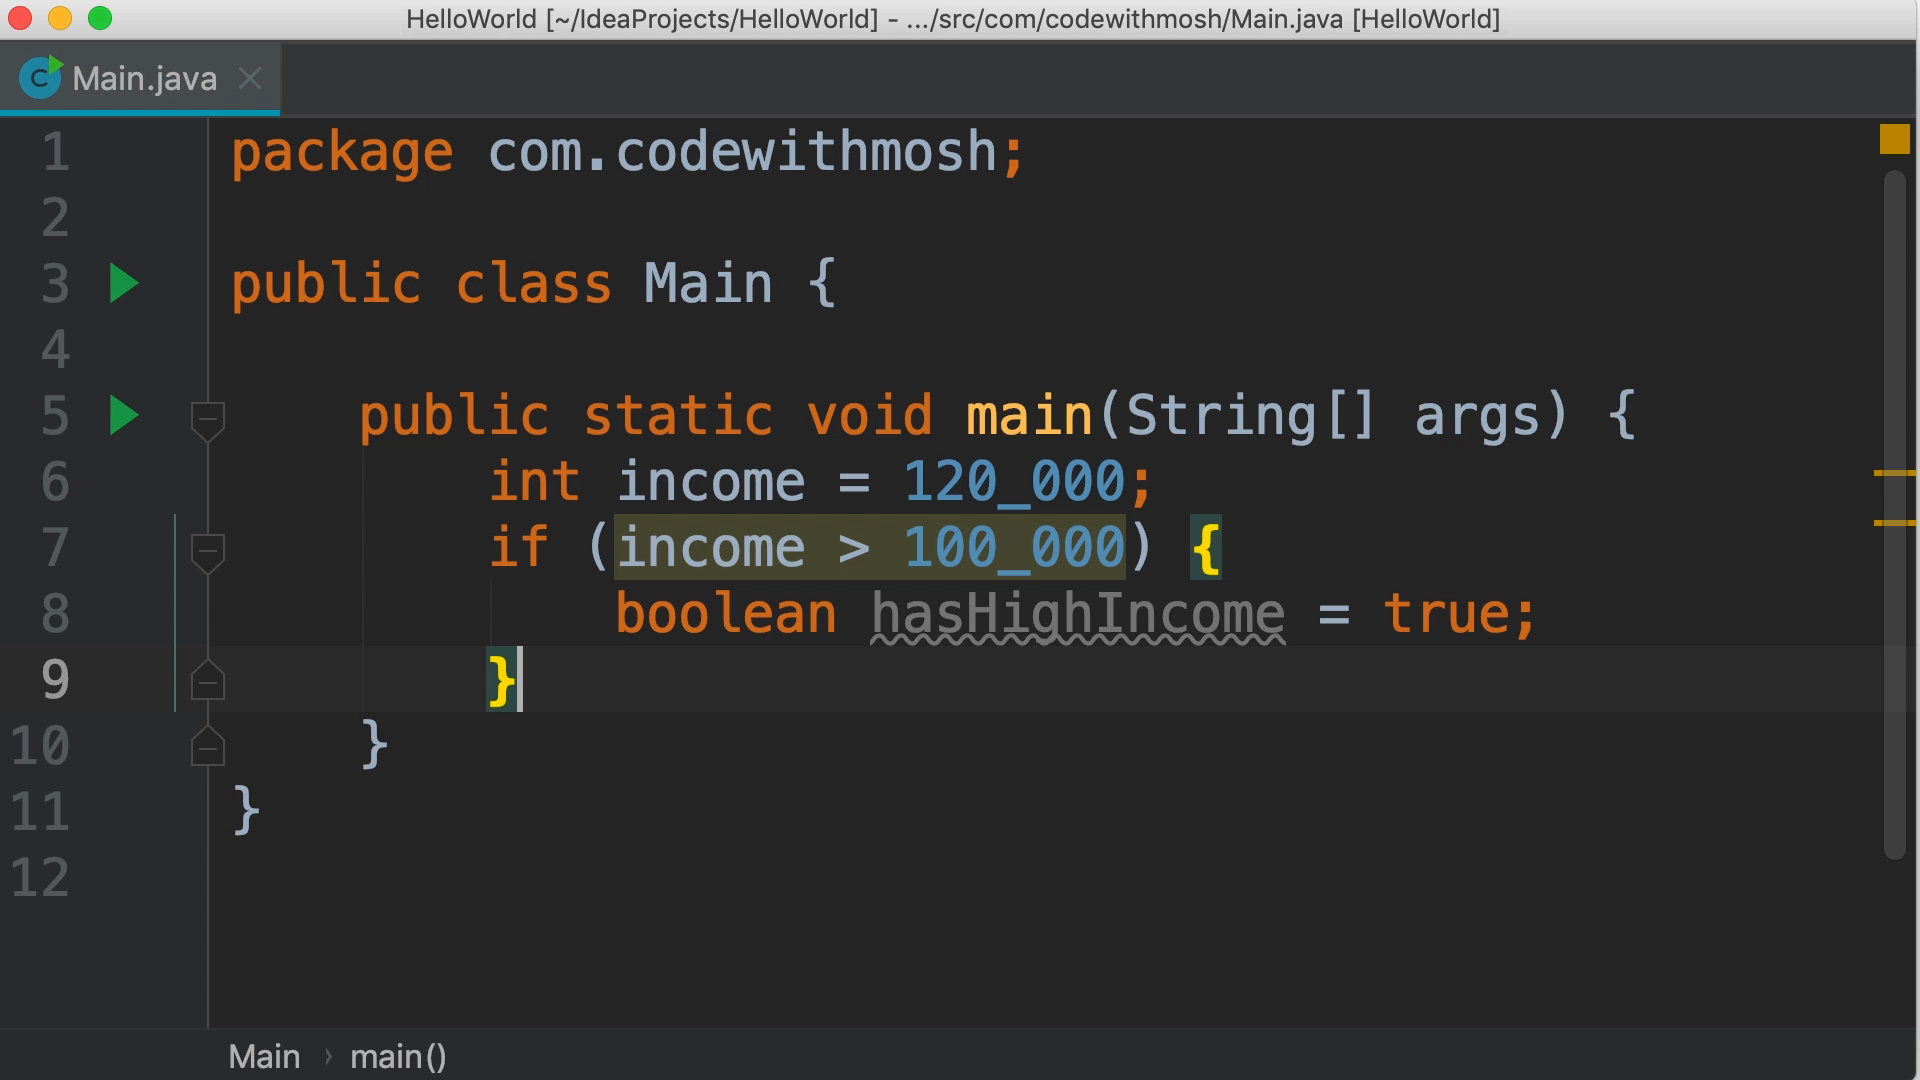 HelloWorld [~/IdeaProjects/HelloWorld] - .../src/com/codewithmosh/Main.java [HelloWorld]
C Main.java
1 package com.codewithmosh;
2
3 public class Main {
4
5     public static void main(String[] args) {
6         int income = 120_000;
7         if (income > 100_000) {
8             boolean hasHighIncome = true;
9         }
10     }
11 }
12
Main › main()